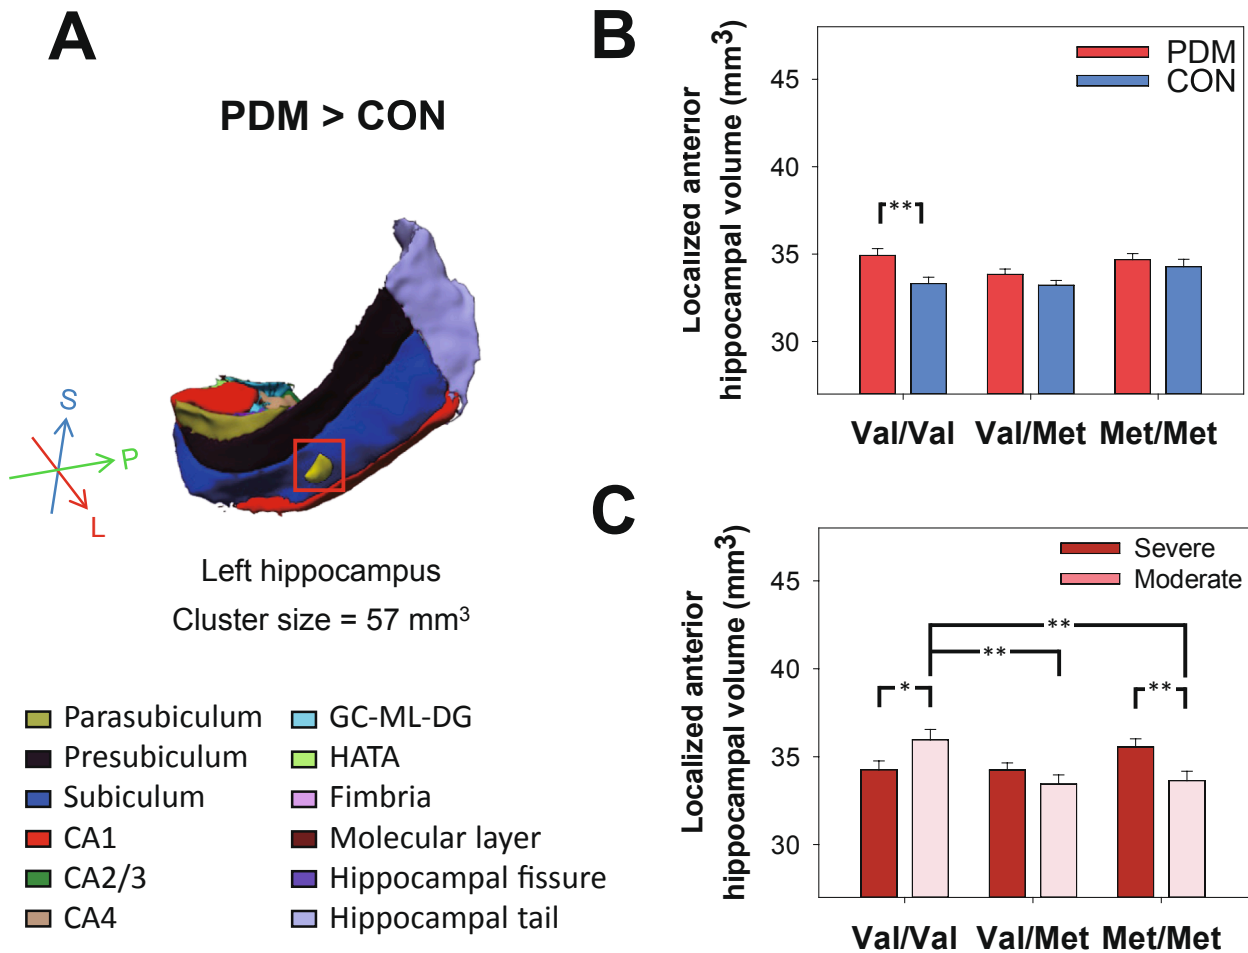 A
PDM > CON
S
P
L
Left hippocampus
Cluster size = 57 mm³
Parasubiculum
Presubiculum
Subiculum
CA1
CA2/3
CA4
GC-ML-DG
HATA
Fimbria
Molecular layer
Hippocampal fissure
Hippocampal tail
B
Localized anterior
hippocampal volume (mm³)
45
40
35
30
PDM
CON
**
Val/Val Val/Met Met/Met
C
Localized anterior
hippocampal volume (mm³)
45
40
35
30
Severe
Moderate
**
**
* **
Val/Val Val/Met Met/Met